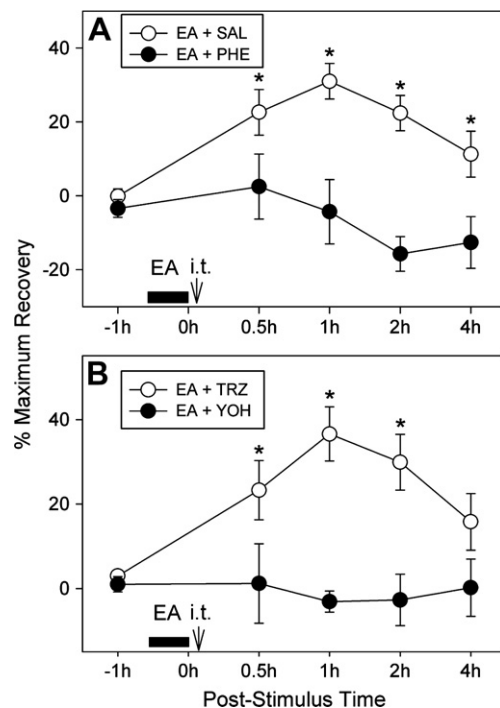 A
EA + SAL
EA + PHE
40
20
0
-20
*
*
*
*
EA i.t.
-1h 0h 0.5h 1h 2h 4h
% Maximum Recovery
B
EA + TRZ
EA + YOH
40
20
0
*
*
*
EA i.t.
-1h 0h 0.5h 1h 2h 4h
Post-Stimulus Time